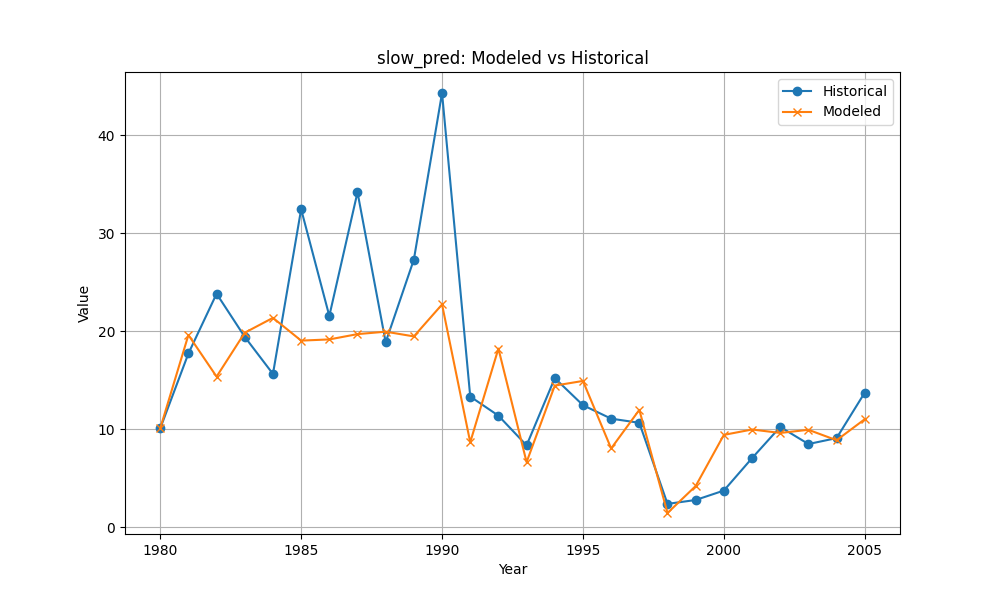 slow_pred: Modeled vs Historical
Historical
Modeled
Value
40
30
20
10
0
1980 1985 1990 1995 2000 2005
Year